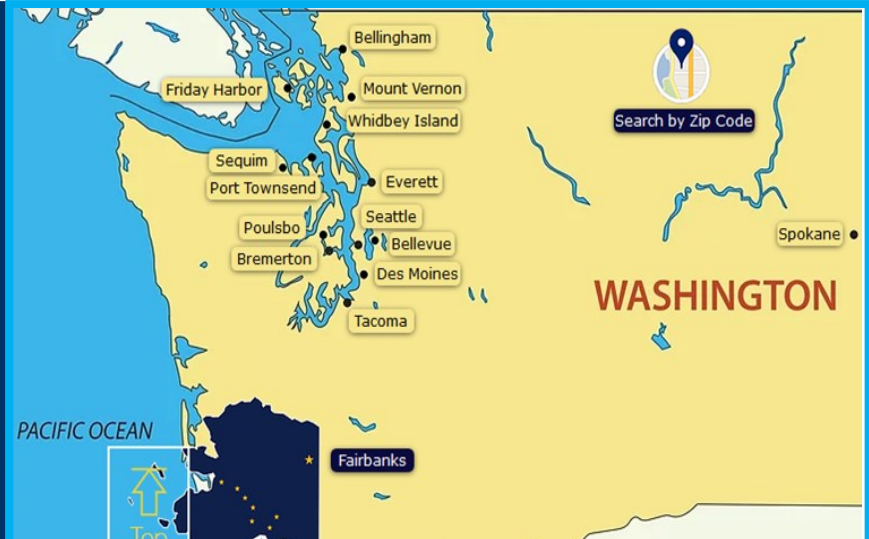 Bellingham
Friday Harbor
Mount Vernon
Whidbey Island
Search by Zip Code
Sequim
Port Townsend
Everett
Seattle
Poulsbo
Bellevue
Bremerton
Spokane
Des Moines
WASHINGTON
Tacoma
PACIFIC OCEAN
Fairbanks
Top